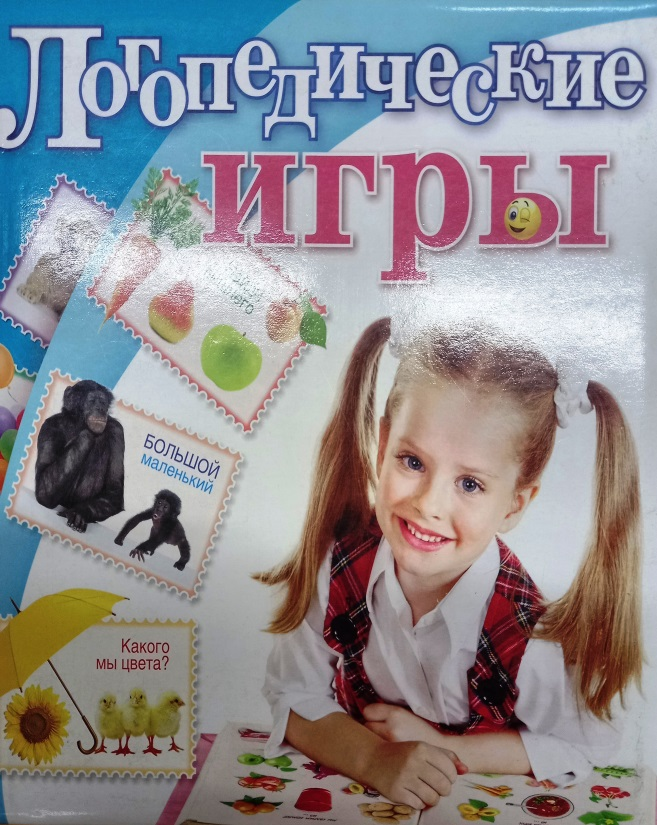 Логопедические
игры
БОЛЬШОЙ
маленький
Какого
мы цвета?